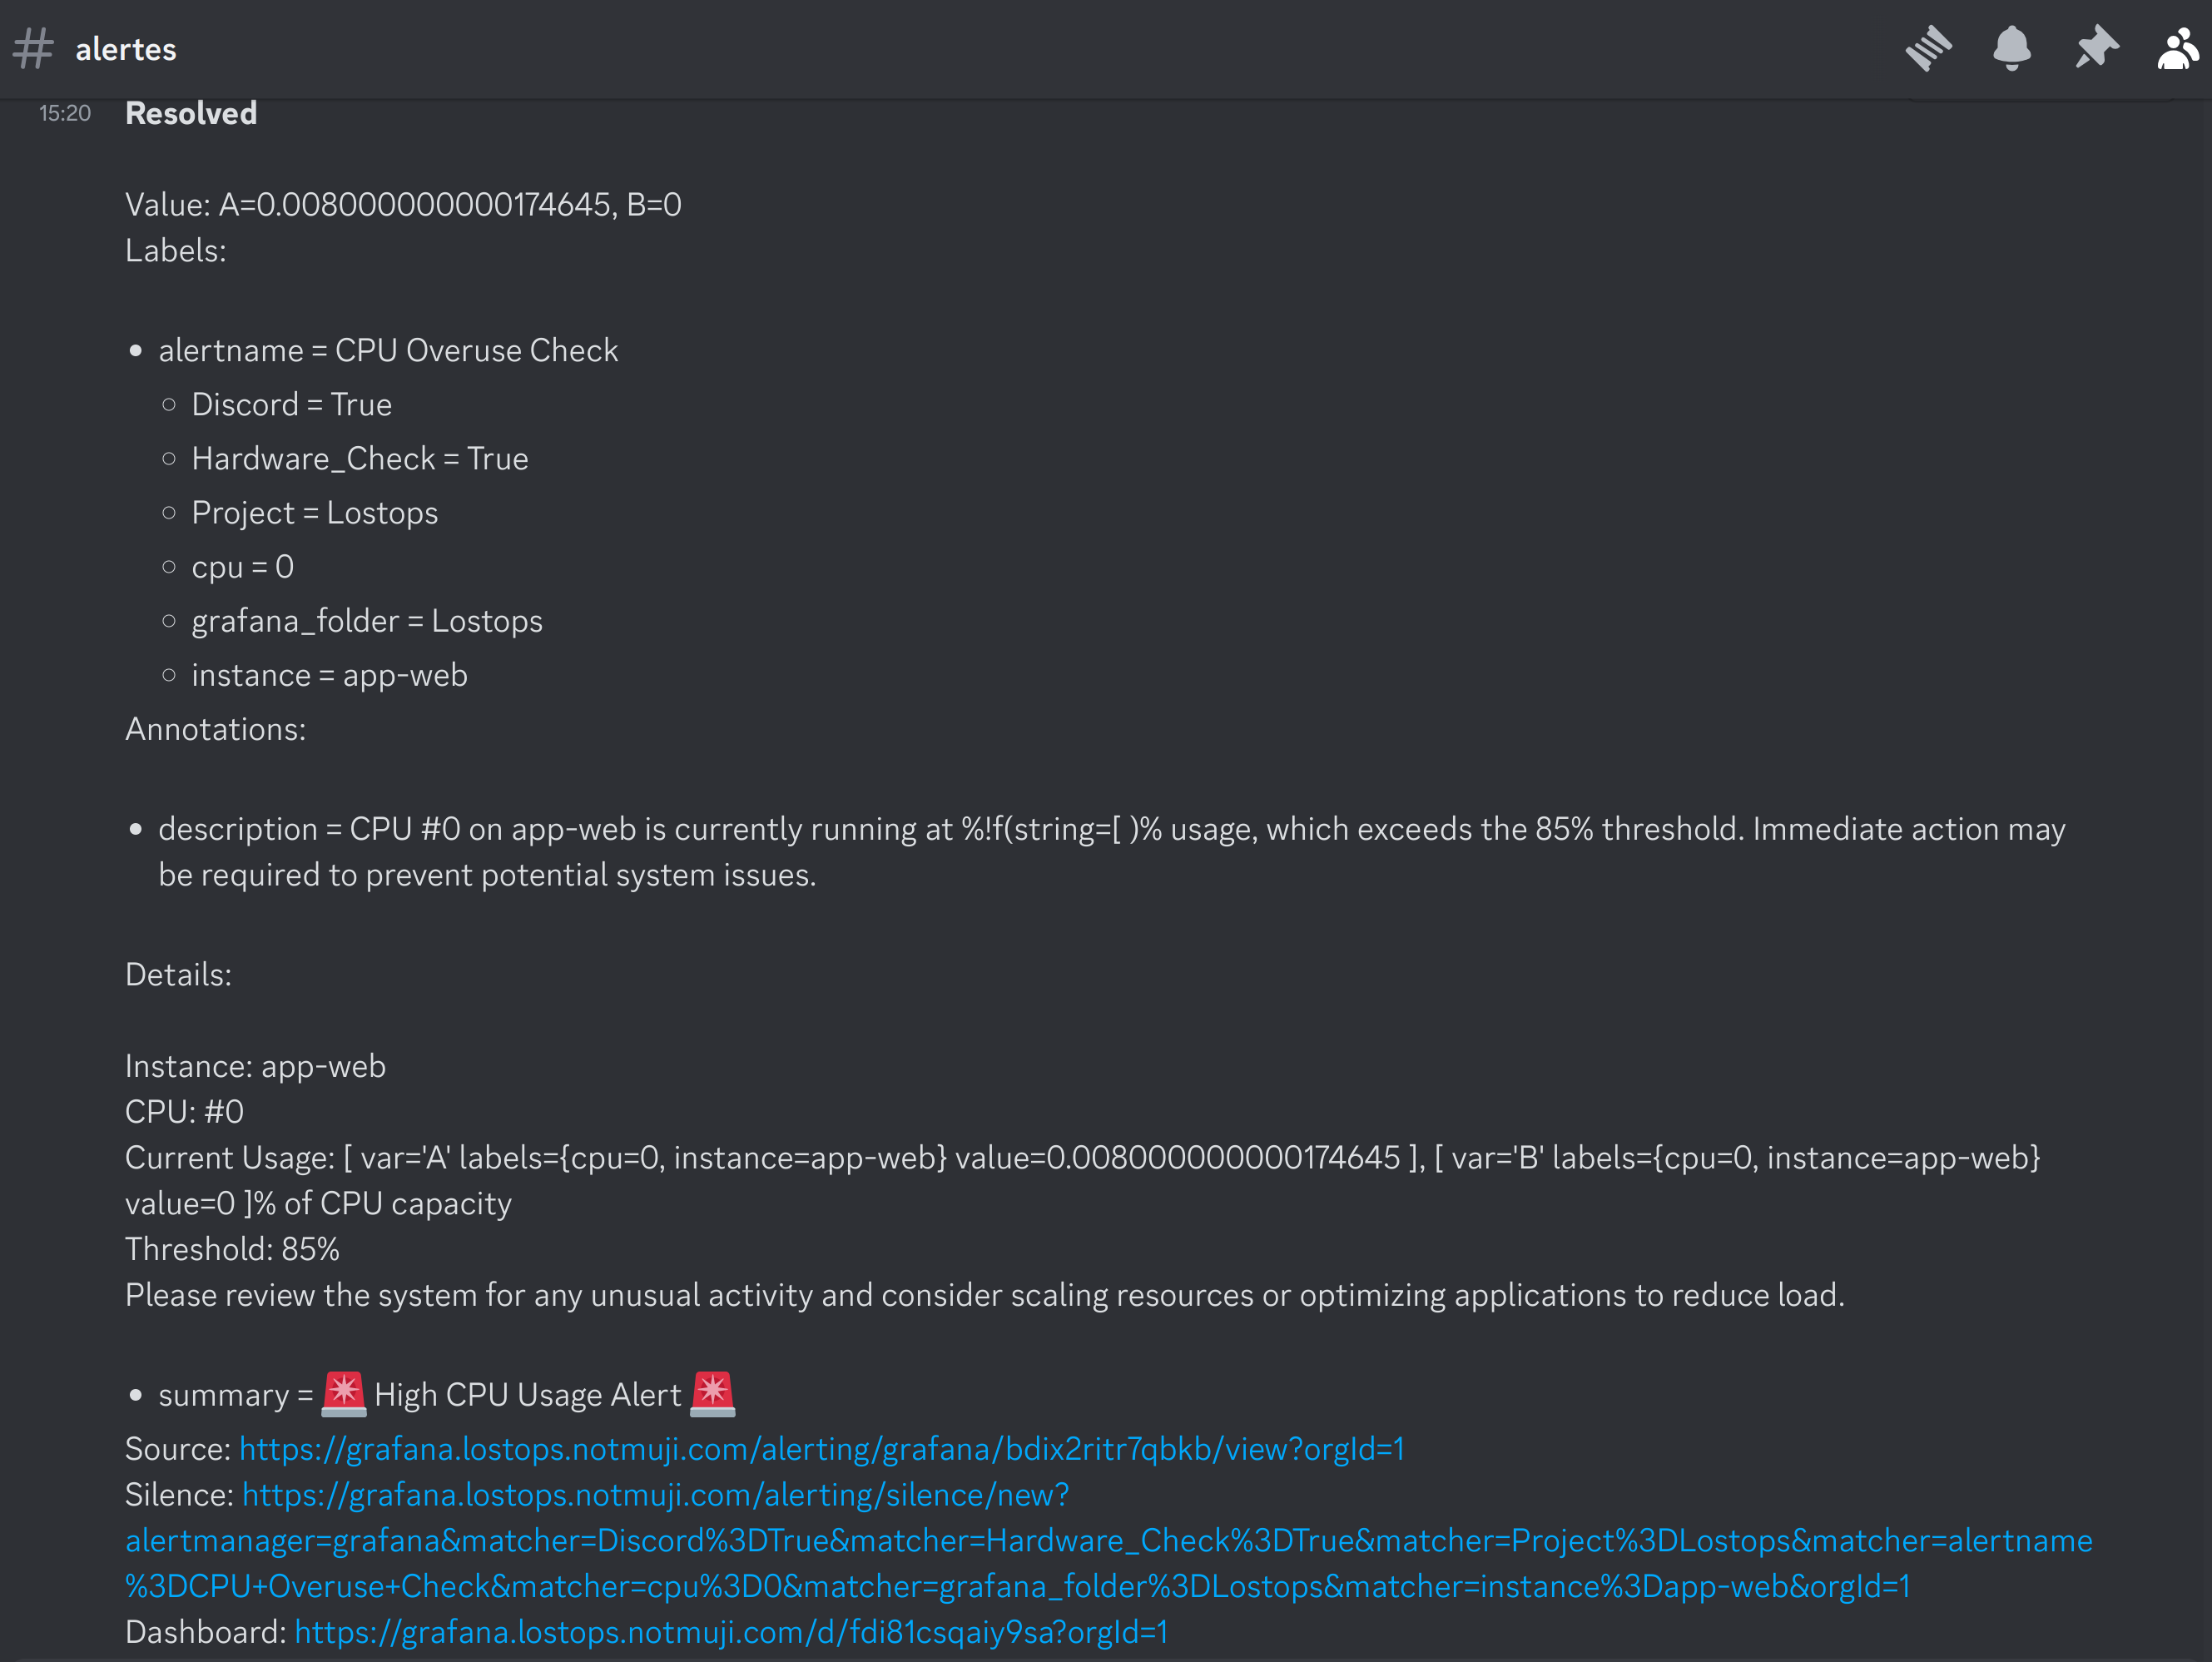 # alertes
15:20 Resolved
Value: A=0.008000000000174645, B=0
Labels:
• alertname = CPU Overuse Check
◦ Discord = True
◦ Hardware_Check = True
◦ Project = Lostops
◦ cpu = 0
◦ grafana_folder = Lostops
◦ instance = app-web
Annotations:
• description = CPU #0 on app-web is currently running at %!f(string=[ )% usage, which exceeds the 85% threshold. Immediate action may
be required to prevent potential system issues.
Details:
Instance: app-web
CPU: #0
Current Usage: [ var='A' labels={cpu=0, instance=app-web} value=0.008000000000174645 ], [ var='B' labels={cpu=0, instance=app-web}
value=0 ]% of CPU capacity
Threshold: 85%
Please review the system for any unusual activity and consider scaling resources or optimizing applications to reduce load.
• summary = 🚨 High CPU Usage Alert 🚨
Source: https://grafana.lostops.notmuji.com/alerting/grafana/bdix2ritr7qbkb/view?orgId=1
Silence: https://grafana.lostops.notmuji.com/alerting/silence/new?
alertmanager=grafana&matcher=Discord%3DTrue&matcher=Hardware_Check%3DTrue&matcher=Project%3DLostops&matcher=alertname
%3DCPU+Overuse+Check&matcher=cpu%3D0&matcher=grafana_folder%3DLostops&matcher=instance%3Dapp-web&orgId=1
Dashboard: https://grafana.lostops.notmuji.com/d/fdi81csqaiy9sa?orgId=1